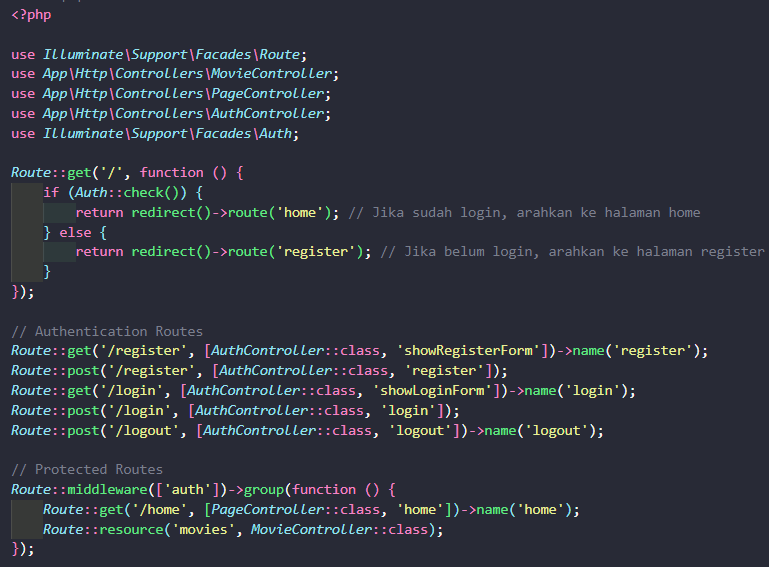 <?php
use Illuminate\Support\Facades\Route;
use App\Http\Controllers\MovieController;
use App\Http\Controllers\PageController;
use App\Http\Controllers\AuthController;
use Illuminate\Support\Facades\Auth;
Route::get('/', function () {
    if (Auth::check()) {
        return redirect()->route('home'); // Jika sudah login, arahkan ke halaman home
    } else {
        return redirect()->route('register'); // Jika belum login, arahkan ke halaman register
    }
});
// Authentication Routes
Route::get('/register', [AuthController::class, 'showRegisterForm'])->name('register');
Route::post('/register', [AuthController::class, 'register']);
Route::get('/login', [AuthController::class, 'showLoginForm'])->name('login');
Route::post('/login', [AuthController::class, 'login']);
Route::post('/logout', [AuthController::class, 'logout'])->name('logout');
// Protected Routes
Route::middleware(['auth'])->group(function () {
    Route::get('/home', [PageController::class, 'home'])->name('home');
    Route::resource('movies', MovieController::class);
});